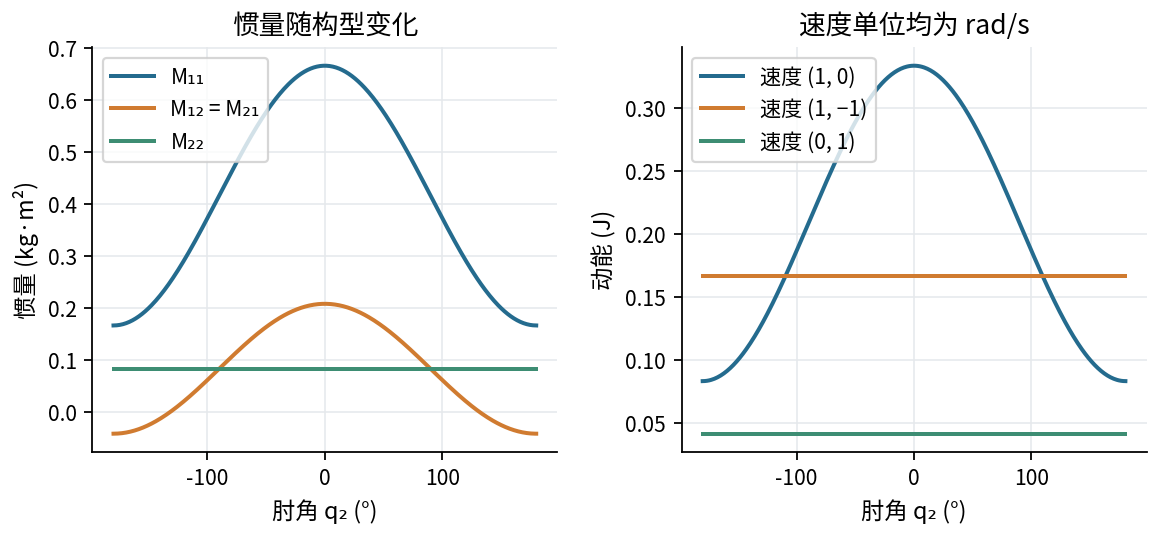 惯量随构型变化
惯量 (kg·m²)
0.7
0.6
0.5
0.4
0.3
0.2
0.1
0.0
M₁₁
M₁₂ = M₂₁
M₂₂
-100
0
100
肘角 q₂ (°)
速度单位均为 rad/s
动能 (J)
0.30
0.25
0.20
0.15
0.10
0.05
速度 (1, 0)
速度 (1, −1)
速度 (0, 1)
-100
0
100
肘角 q₂ (°)